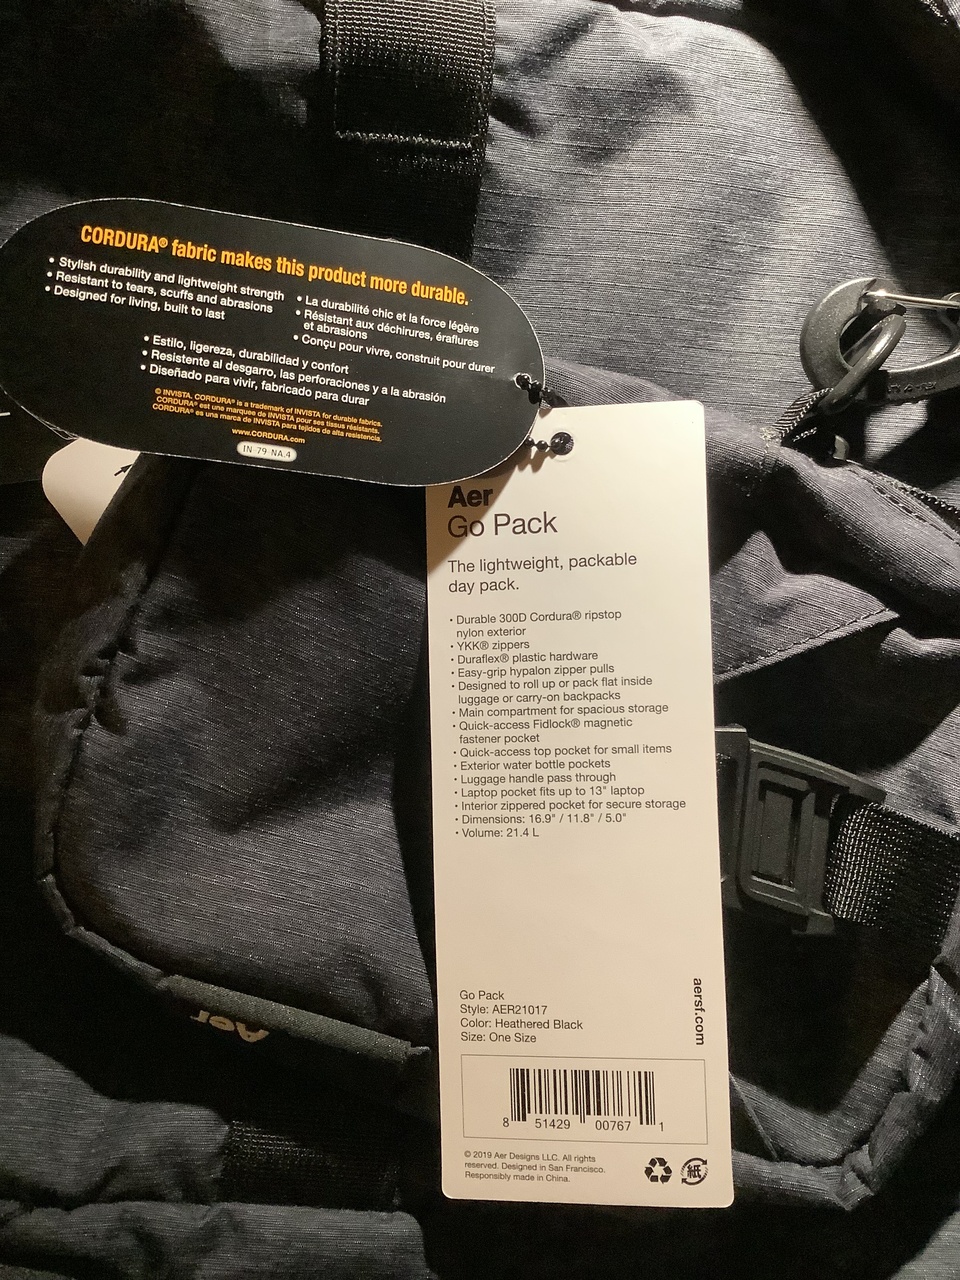 CORDURA® fabric makes this product more durable.
• Stylish durability and lightweight strength
• Resistant to tears, scuffs and abrasions
• Designed for living, built to last
• La durabilité chic et la force légère
• Résistant aux déchirures, éraflures
et abrasions
• Conçu pour vivre, construit pour durer
• Estilo, ligereza, durabilidad y confort
• Resistente al desgarro, las perforaciones y a la abrasión
• Diseñado para vivir, fabricado para durar
© INVISTA. CORDURA® is a trademark of INVISTA for durable fabrics.
CORDURA® est une marquee de INVISTA pour ses tissus résistants.
CORDURA® es una marca de INVISTA para tejidos de alta resistencia.
www.CORDURA.com
IN-79-NA.4
Aer
Go Pack
The lightweight, packable
day pack.
• Durable 300D Cordura® ripstop
nylon exterior
• YKK® zippers
• Duraflex® plastic hardware
• Easy-grip hypalon zipper pulls
• Designed to roll up or pack flat inside
luggage or carry-on backpacks
• Main compartment for spacious storage
• Quick-access Fidlock® magnetic
fastener pocket
• Quick-access top pocket for small items
• Exterior water bottle pockets
• Luggage handle pass through
• Laptop pocket fits up to 13" laptop
• Interior zippered pocket for secure storage
• Dimensions: 16.9" / 11.8" / 5.0"
• Volume: 21.4 L
Go Pack
Style: AER21017
Color: Heathered Black
Size: One Size
aersf.com
8 51429 00767 1
© 2019 Aer Designs LLC. All rights
reserved. Designed in San Francisco.
Responsibly made in China.
紙
Aer